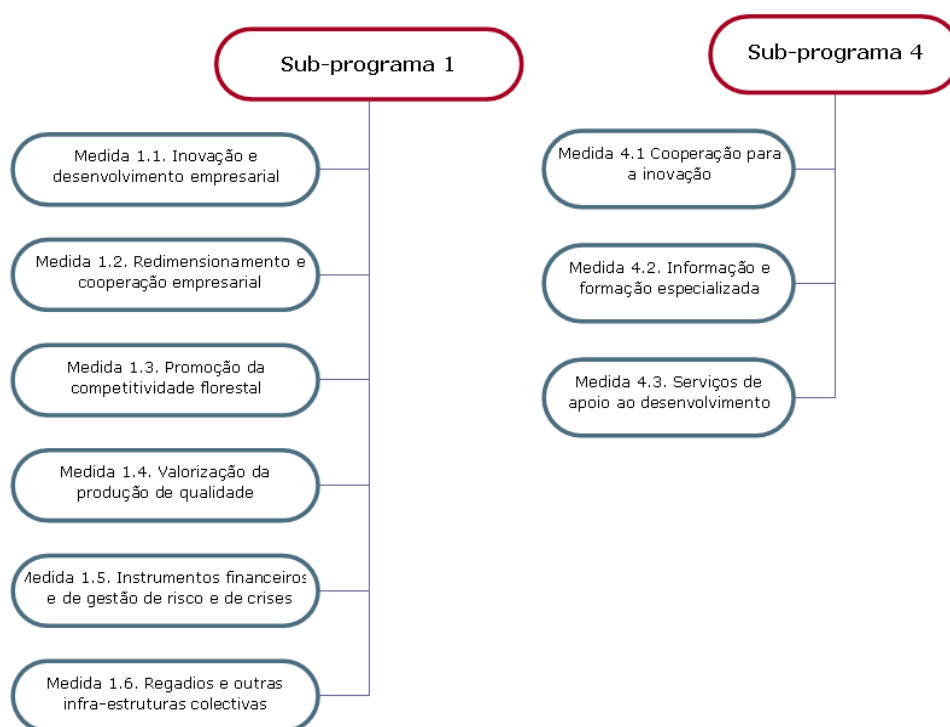 Sub-programa 1
Medida 1.1. Inovação e
desenvolvimento empresarial
Medida 1.2. Redimensionamento e
cooperação empresarial
Medida 1.3. Promoção da
competitividade florestal
Medida 1.4. Valorização da
produção de qualidade
Medida 1.5. Instrumentos financeiros
e de gestão de risco e de crises
Medida 1.6. Regadios e outras
infra-estruturas colectivas
Sub-programa 4
Medida 4.1 Cooperação para
a inovação
Medida 4.2. Informação e
formação especializada
Medida 4.3. Serviços de
apoio ao desenvolvimento